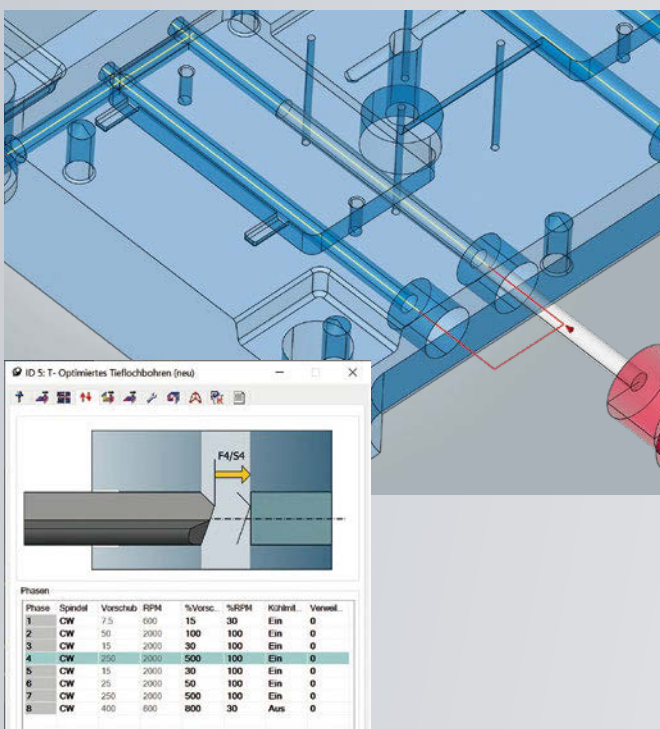 ID 5: T- Optimiertes Tieflochbohren (neu)
F4/S4
Phasen
Phase Spindel Vorschub RPM %Vorsc... %RPM Kühlmit... Verweil...
1 CW 7.5 600 15 30 Ein 0
2 CW 50 2000 100 100 Ein 0
3 CW 15 2000 30 100 Ein 0
4 CW 250 2000 500 100 Ein 0
5 CW 15 2000 30 100 Ein 0
6 CW 25 2000 50 100 Ein 0
7 CW 250 2000 500 100 Ein 0
8 CW 400 600 800 30 Aus 0